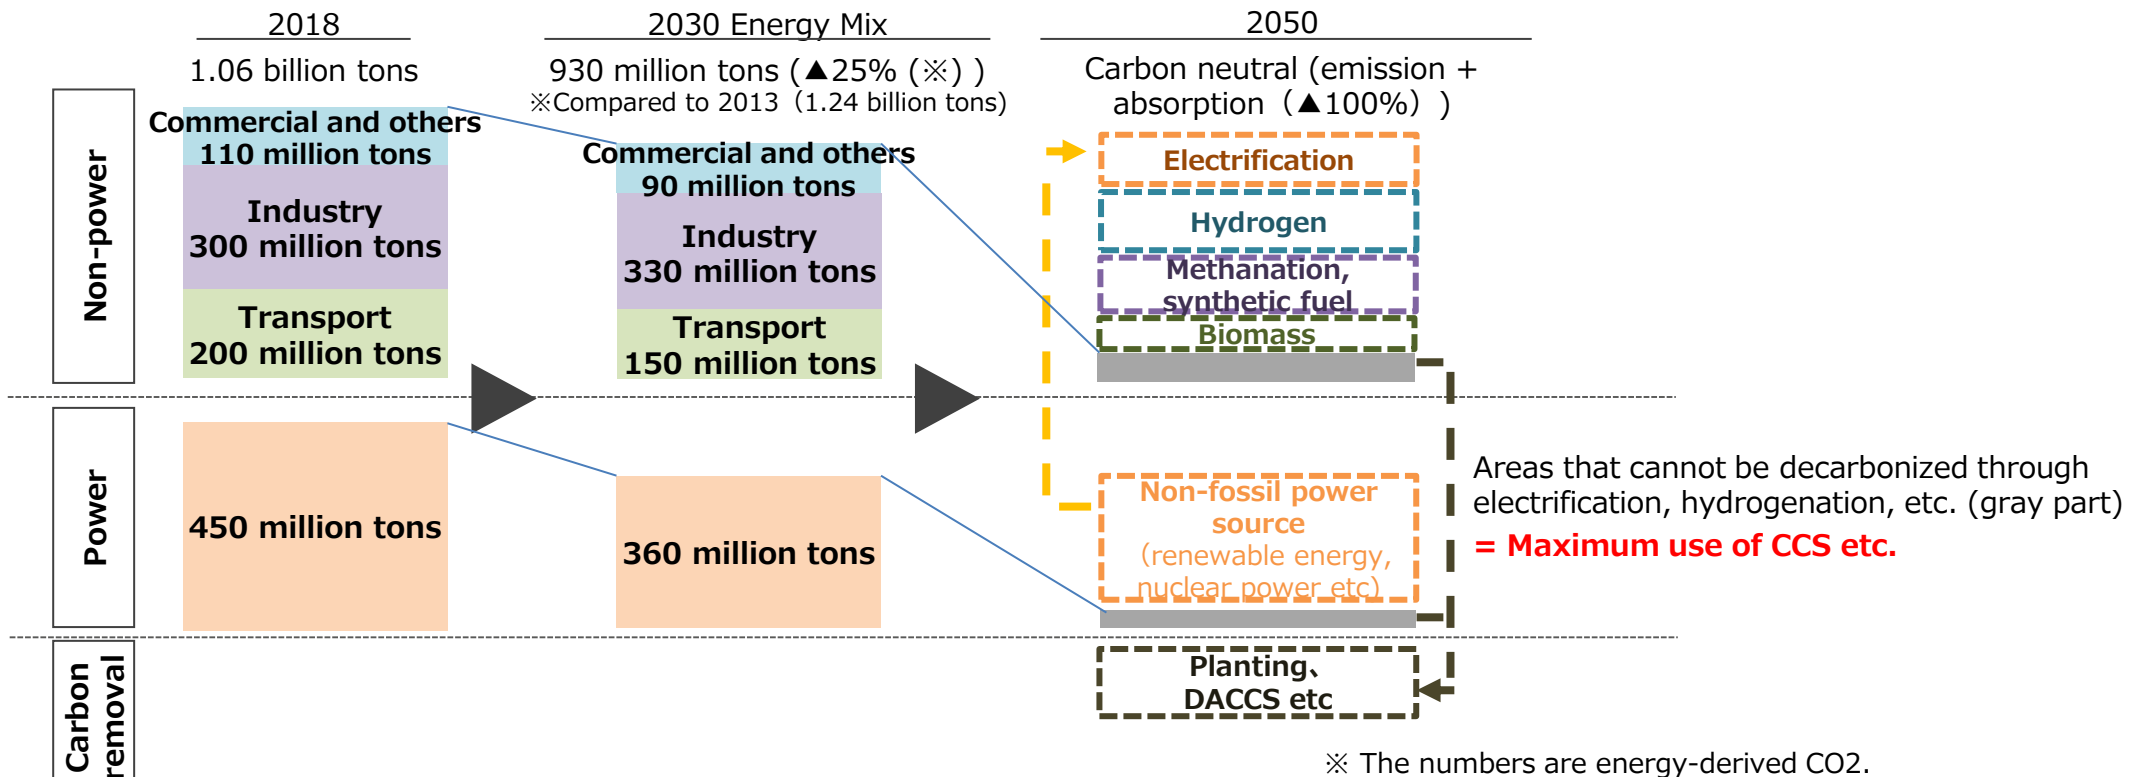 2018
1.06 billion tons
2030 Energy Mix
930 million tons (▲25% (※) )
※Compared to 2013（1.24 billion tons)
2050
Carbon neutral (emission +
absorption（▲100%）)
Non-power
Commercial and others
110 million tons
Industry
300 million tons
Transport
200 million tons
Commercial and others
90 million tons
Industry
330 million tons
Transport
150 million tons
Electrification
Hydrogen
Methanation,
synthetic fuel
Biomass
Power
450 million tons
360 million tons
Non-fossil power
source
（renewable energy,
nuclear power etc)
Areas that cannot be decarbonized through
electrification, hydrogenation, etc. (gray part)
= Maximum use of CCS etc.
Carbon
removal
Planting、
DACCS etc
※ The numbers are energy-derived CO2.